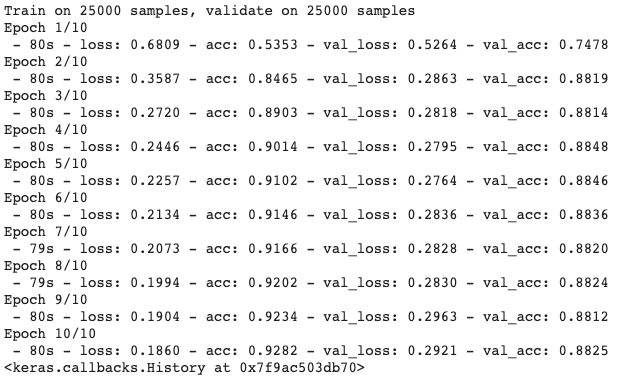 Train on 25000 samples, validate on 25000 samples
Epoch 1/10
 - 80s - loss: 0.6809 - acc: 0.5353 - val_loss: 0.5264 - val_acc: 0.7478
Epoch 2/10
 - 80s - loss: 0.3587 - acc: 0.8465 - val_loss: 0.2863 - val_acc: 0.8819
Epoch 3/10
 - 80s - loss: 0.2720 - acc: 0.8903 - val_loss: 0.2818 - val_acc: 0.8814
Epoch 4/10
 - 80s - loss: 0.2446 - acc: 0.9014 - val_loss: 0.2795 - val_acc: 0.8848
Epoch 5/10
 - 80s - loss: 0.2257 - acc: 0.9102 - val_loss: 0.2764 - val_acc: 0.8846
Epoch 6/10
 - 80s - loss: 0.2134 - acc: 0.9146 - val_loss: 0.2836 - val_acc: 0.8836
Epoch 7/10
 - 79s - loss: 0.2073 - acc: 0.9166 - val_loss: 0.2828 - val_acc: 0.8820
Epoch 8/10
 - 79s - loss: 0.1994 - acc: 0.9202 - val_loss: 0.2830 - val_acc: 0.8824
Epoch 9/10
 - 80s - loss: 0.1904 - acc: 0.9234 - val_loss: 0.2963 - val_acc: 0.8812
Epoch 10/10
 - 80s - loss: 0.1860 - acc: 0.9282 - val_loss: 0.2921 - val_acc: 0.8825
<keras.callbacks.History at 0x7f9ac503db70>